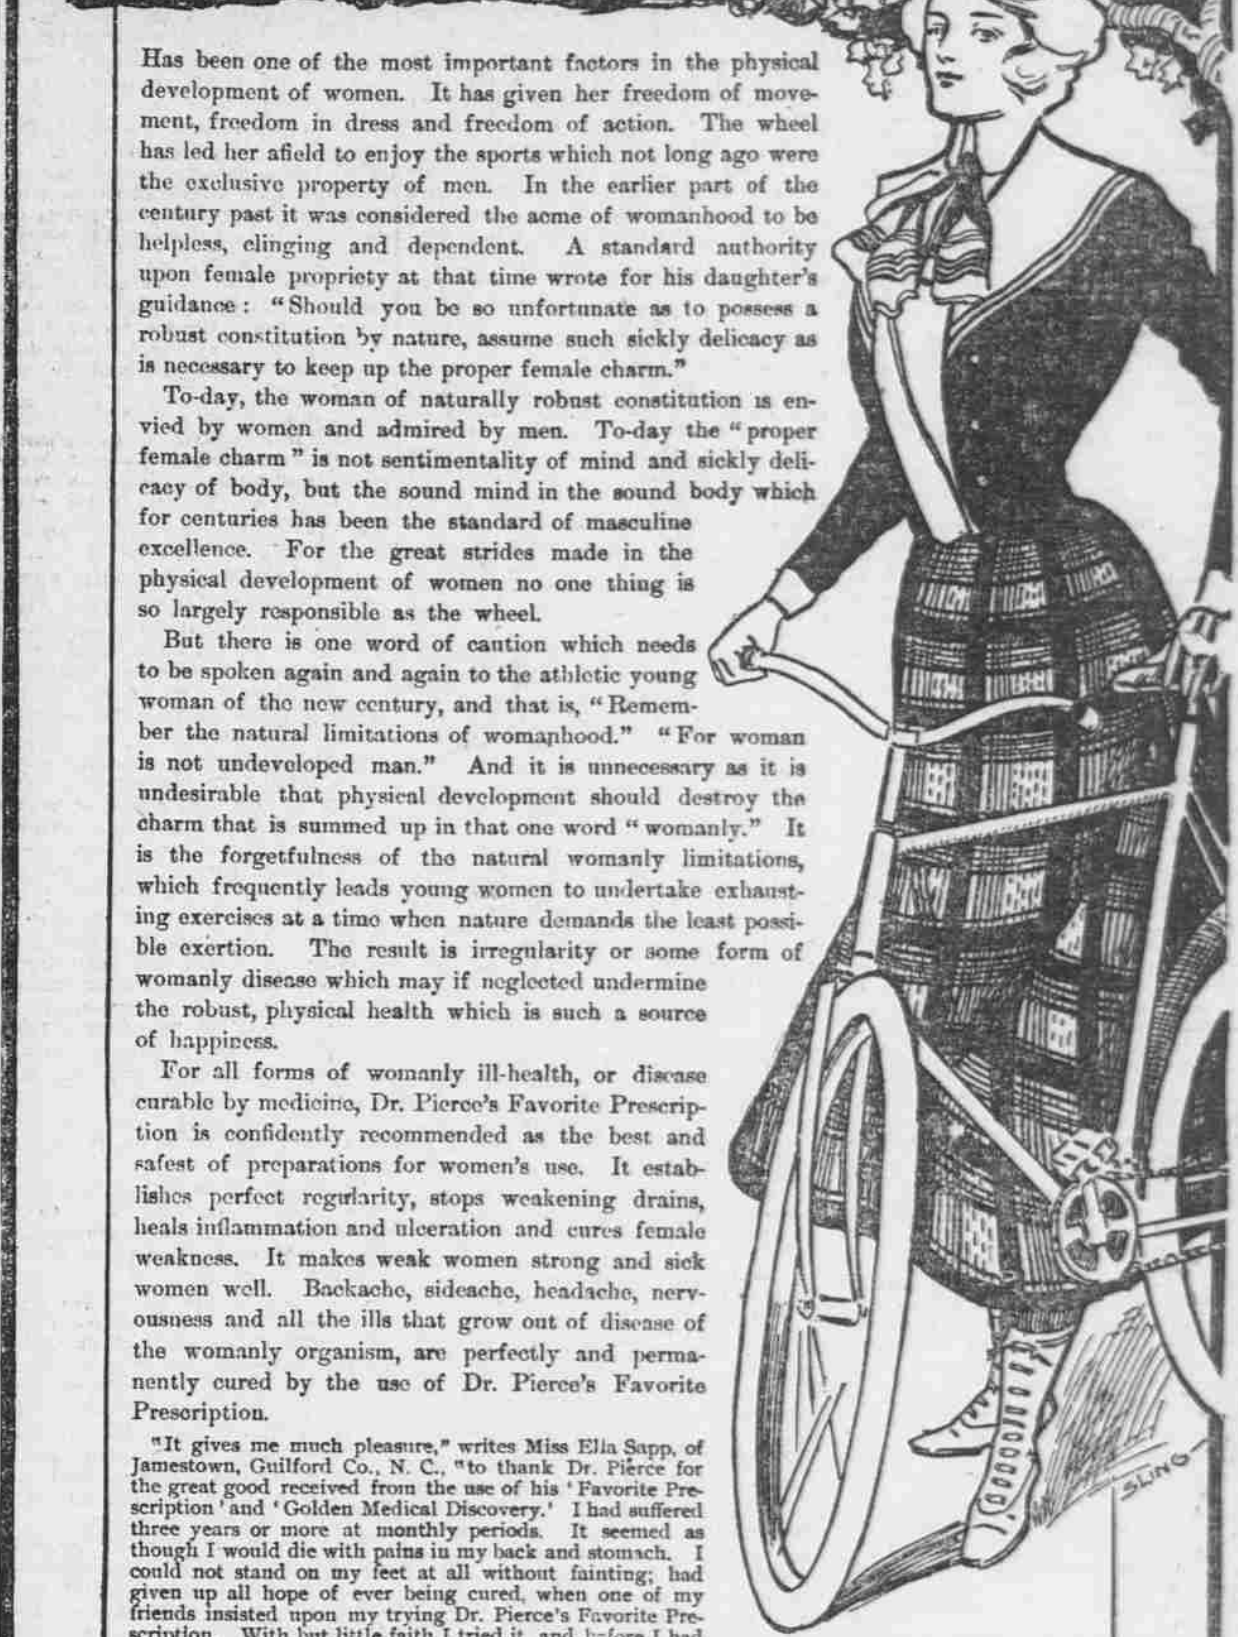 Has been one of the most important factors in the physical
development of women. It has given her freedom of move-
ment, freedom in dress and freedom of action. The wheel
has led her afield to enjoy the sports which not long ago were
the exclusive property of men. In the earlier part of the
century past it was considered the acme of womanhood to be
helpless, clinging and dependent. A standard authority
upon female propriety at that time wrote for his daughter's
guidance: "Should you be so unfortunate as to possess a
robust constitution by nature, assume such sickly delicacy as
is necessary to keep up the proper female charm."
To-day, the woman of naturally robust constitution is en-
vied by women and admired by men. To-day the "proper
female charm" is not sentimentality of mind and sickly deli-
cacy of body, but the sound mind in the sound body which
for centuries has been the standard of masculine
excellence. For the great strides made in the
physical development of women no one thing is
so largely responsible as the wheel.
But there is one word of caution which needs
to be spoken again and again to the athletic young
woman of the new century, and that is, "Remem-
ber the natural limitations of womanhood." "For woman
is not undeveloped man." And it is unnecessary as it is
undesirable that physical development should destroy the
charm that is summed up in that one word "womanly." It
is the forgetfulness of the natural womanly limitations,
which frequently leads young women to undertake exhaust-
ing exercises at a time when nature demands the least possi-
ble exertion. The result is irregularity or some form of
womanly disease which may if neglected undermine
the robust, physical health which is such a source
of happiness.
For all forms of womanly ill-health, or disease
curable by medicine, Dr. Pierce's Favorite Prescrip-
tion is confidently recommended as the best and
safest of preparations for women's use. It estab-
lishes perfect regularity, stops weakening drains,
heals inflammation and ulceration and cures female
weakness. It makes weak women strong and sick
women well. Backache, sideache, headache, nerv-
ousness and all the ills that grow out of disease of
the womanly organism, are perfectly and perma-
nently cured by the use of Dr. Pierce's Favorite
Prescription.
"It gives me much pleasure," writes Miss Ella Sapp, of
Jamestown, Guilford Co., N. C., "to thank Dr. Pierce for
the great good received from the use of his 'Favorite Pre-
scription' and 'Golden Medical Discovery.' I had suffered
three years or more at monthly periods. It seemed as
though I would die with pains in my back and stomach. I
could not stand on my feet at all without fainting; had
given up all hope of ever being cured, when one of my
friends insisted upon my trying Dr. Pierce's Favorite Pre-
scription. With but little faith I tried it, and before I had
SLING